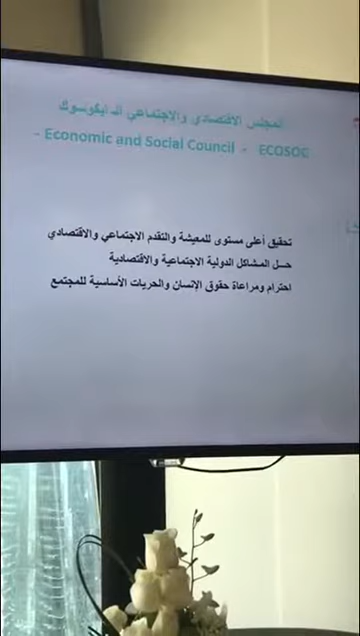 المجلس الاقتصادي والاجتماعي الـ ايكوسوك
- Economic and Social Council - ECOSOC
تحقيق أعلى مستوى للمعيشة والتقدم الاجتماعي والاقتصادي
حـل المشاكل الدولية الاجتماعية والاقتصادية
احترام ومراعاة حقوق الإنسان والحريات الأساسية للمجتمع